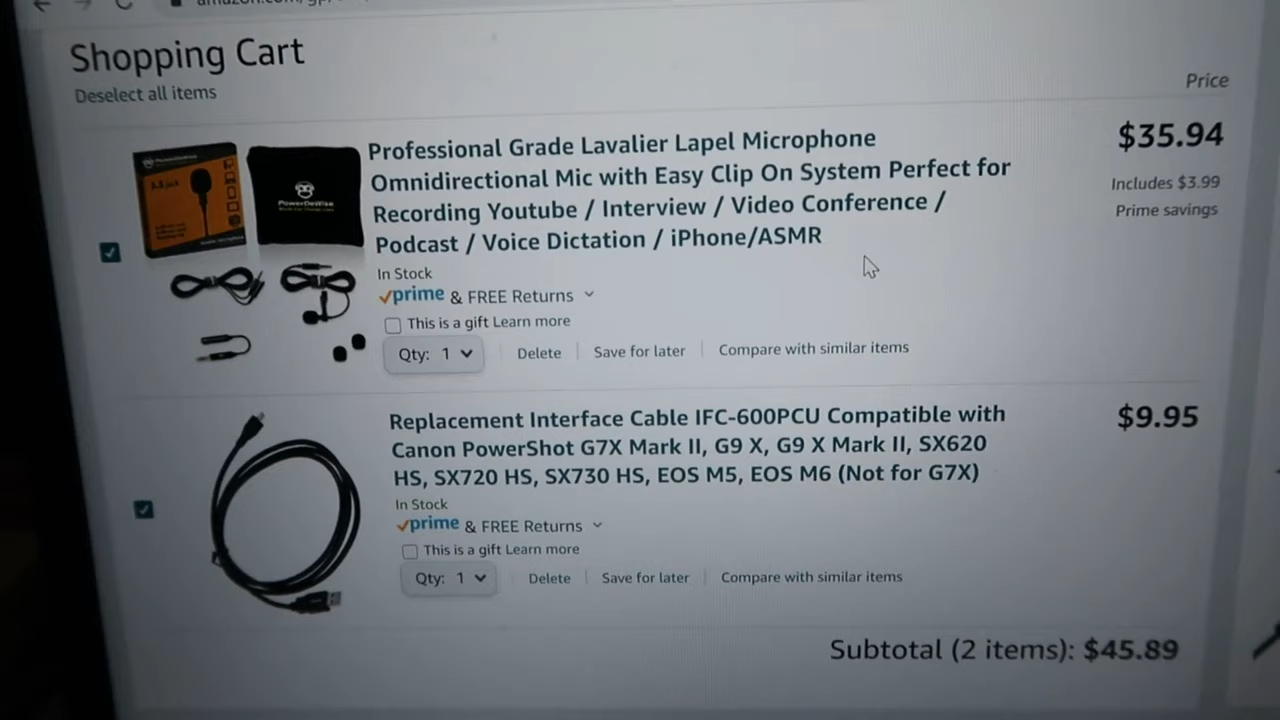 Shopping Cart
Deselect all items
Price
Professional Grade Lavalier Lapel Microphone
Omnidirectional Mic with Easy Clip On System Perfect for
Recording Youtube / Interview / Video Conference /
Podcast / Voice Dictation / iPhone/ASMR
$35.94
Includes $3.99
Prime savings
PowerDeWise
In Stock
prime & FREE Returns
This is a gift Learn more
Qty: 1
Delete
Save for later
Compare with similar items
Replacement Interface Cable IFC-600PCU Compatible with
Canon PowerShot G7X Mark II, G9 X, G9 X Mark II, SX620
HS, SX720 HS, SX730 HS, EOS M5, EOS M6 (Not for G7X)
$9.95
In Stock
prime & FREE Returns
This is a gift Learn more
Qty: 1
Delete
Save for later
Compare with similar items
Subtotal (2 items): $45.89